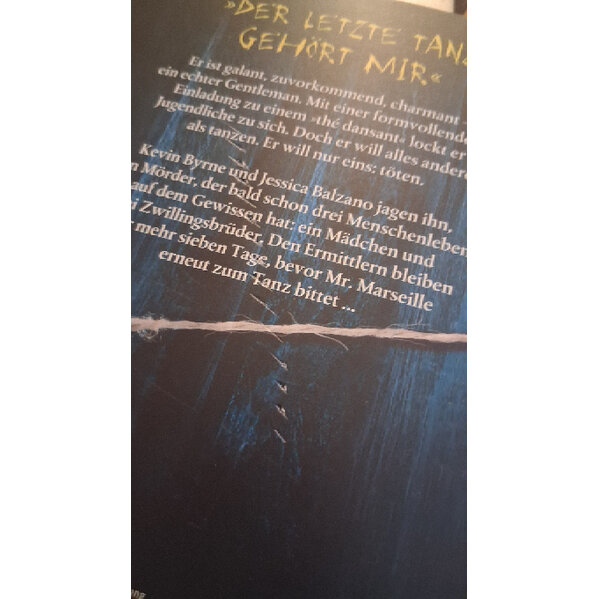 »DER LETZTE TAN
GEHÖRT MIR«
Er ist galant, zuvorkommend, charmant –
ein echter Gentleman. Mit einer formvollende
Einladung zu einem »thé dansant« lockt er
Jugendliche zu sich. Doch er will alles andere
als tanzen. Er will nur eins: töten.
Kevin Byrne und Jessica Balzano jagen ihn,
n Mörder, der bald schon drei Menschenleben
auf dem Gewissen hat: ein Mädchen und
i Zwillingsbrüder. Den Ermittlern bleiben
mehr sieben Tage, bevor Mr. Marseille
erneut zum Tanz bittet ...